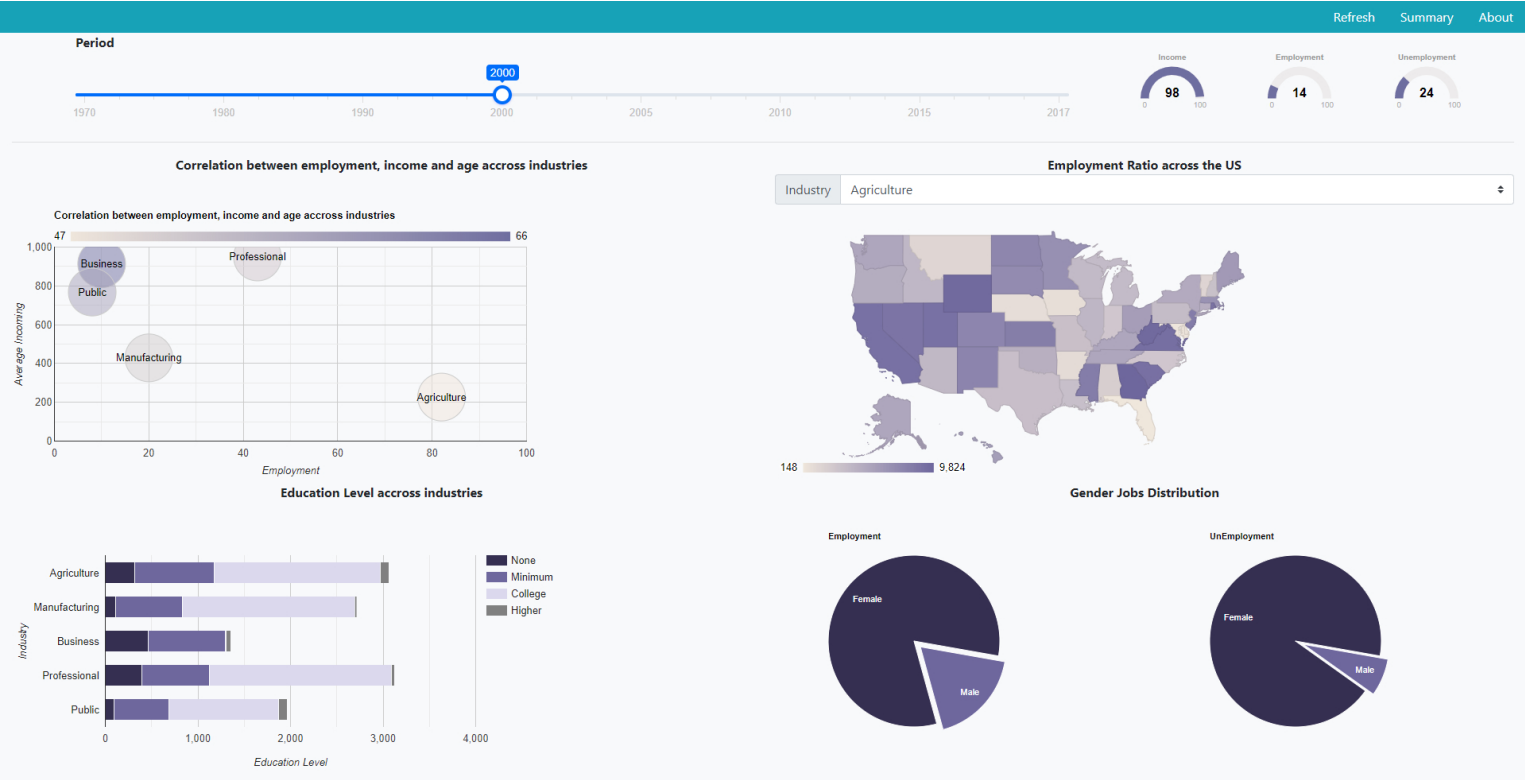 Refresh Summary About
Period
2000
1970 1980 1990 2000 2005 2010 2015 2017
Income
98
0 100
Employment
14
0 100
Unemployment
24
0 100
Correlation between employment, income and age accross industries
Correlation between employment, income and age accross industries
47 66
1,000
800
600
400
200
0
Average Incoming
Business
Professional
Public
Manufacturing
Agriculture
0 20 40 60 80 100
Employment
Employment Ratio across the US
Industry Agriculture
148 9,824
Education Level accross industries
Industry
Agriculture
Manufacturing
Business
Professional
Public
0 1,000 2,000 3,000 4,000
Education Level
None
Minimum
College
Higher
Gender Jobs Distribution
Employment
Female
Male
UnEmployment
Female
Male